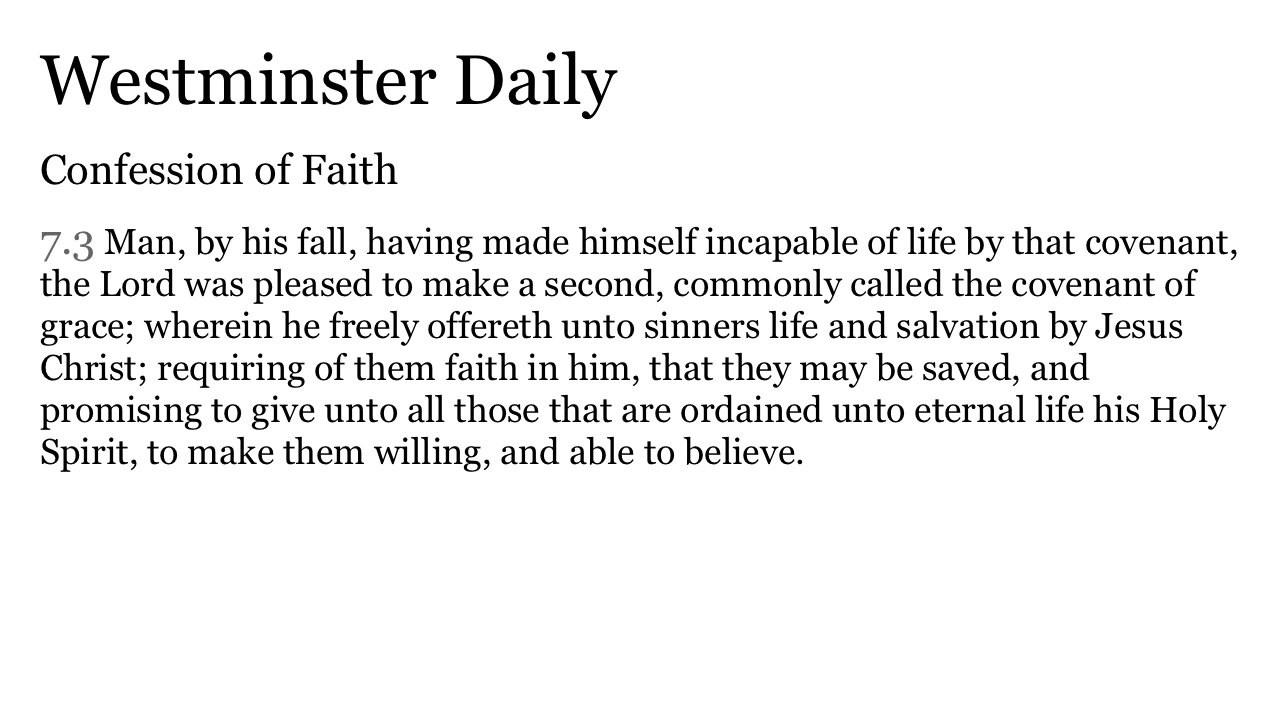 Westminster Daily
Confession of Faith
7.3 Man, by his fall, having made himself incapable of life by that covenant,
the Lord was pleased to make a second, commonly called the covenant of
grace; wherein he freely offereth unto sinners life and salvation by Jesus
Christ; requiring of them faith in him, that they may be saved, and
promising to give unto all those that are ordained unto eternal life his Holy
Spirit, to make them willing, and able to believe.